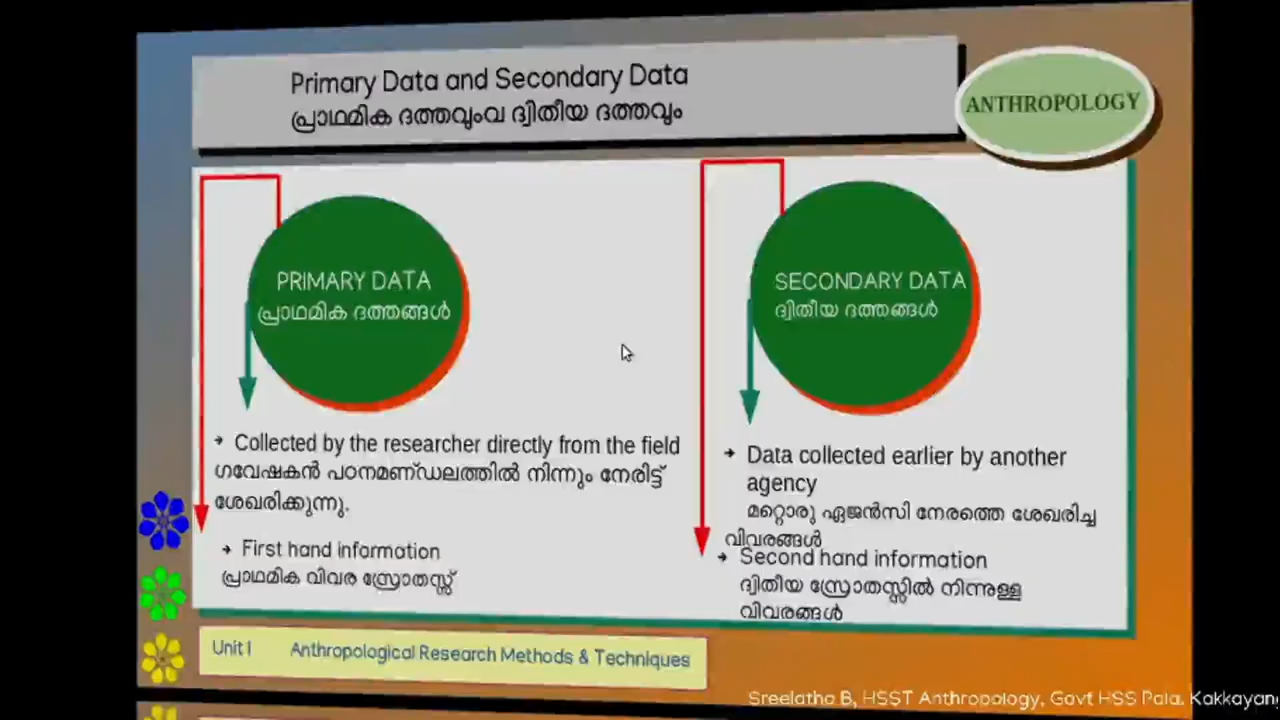 Primary Data and Secondary Data
പ്രാഥമിക ദത്തവുംവ ദ്വിതീയ ദത്തവും
ANTHROPOLOGY
PRIMARY DATA
പ്രാഥമിക ദത്തങ്ങൾ
➔ Collected by the researcher directly from the field
ഗവേഷകൻ പഠനമണ്ഡലത്തിൽ നിന്നും നേരിട്ട്
ശേഖരിക്കുന്നു.
➔ First hand information
പ്രാഥമിക വിവര സ്രോതസ്സ്
SECONDARY DATA
ദ്വിതീയ ദത്തങ്ങൾ
➔ Data collected earlier by another
agency
മറ്റൊരു ഏജൻസി നേരത്തെ ശേഖരിച്ച
വിവരങ്ങൾ
➔ Second hand information
ദ്വിതീയ സ്രോതസ്സിൽ നിന്നുള്ള
വിവരങ്ങൾ
Unit I Anthropological Research Methods & Techniques
Sreelatha B, HSST Anthropology, Govt HSS Pala, Kakkayan